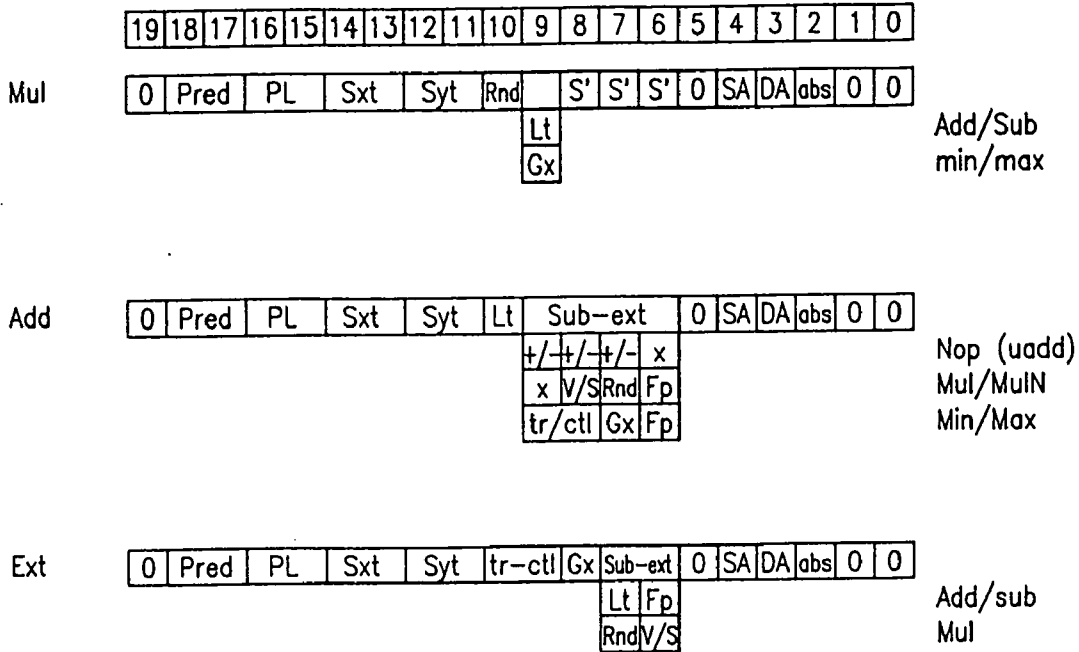 19 18 17 16 15 14 13 12 11 10 9 8 7 6 5 4 3 2 1 0
Mul 0 Pred PL Sxt Syt Rnd S' S' S' 0 SA DA abs 0 0
Lt Add/Sub
Gx min/max
Add 0 Pred PL Sxt Syt Lt Sub-ext 0 SA DA abs 0 0
+/- +/- +/- x Nop (uadd)
x V/S Rnd Fp Mul/MulN
tr/ctl Gx Fp Min/Max
Ext 0 Pred PL Sxt Syt tr-ctl Gx Sub-ext 0 SA DA abs 0 0
Lt Fp Add/sub
Rnd V/S Mul